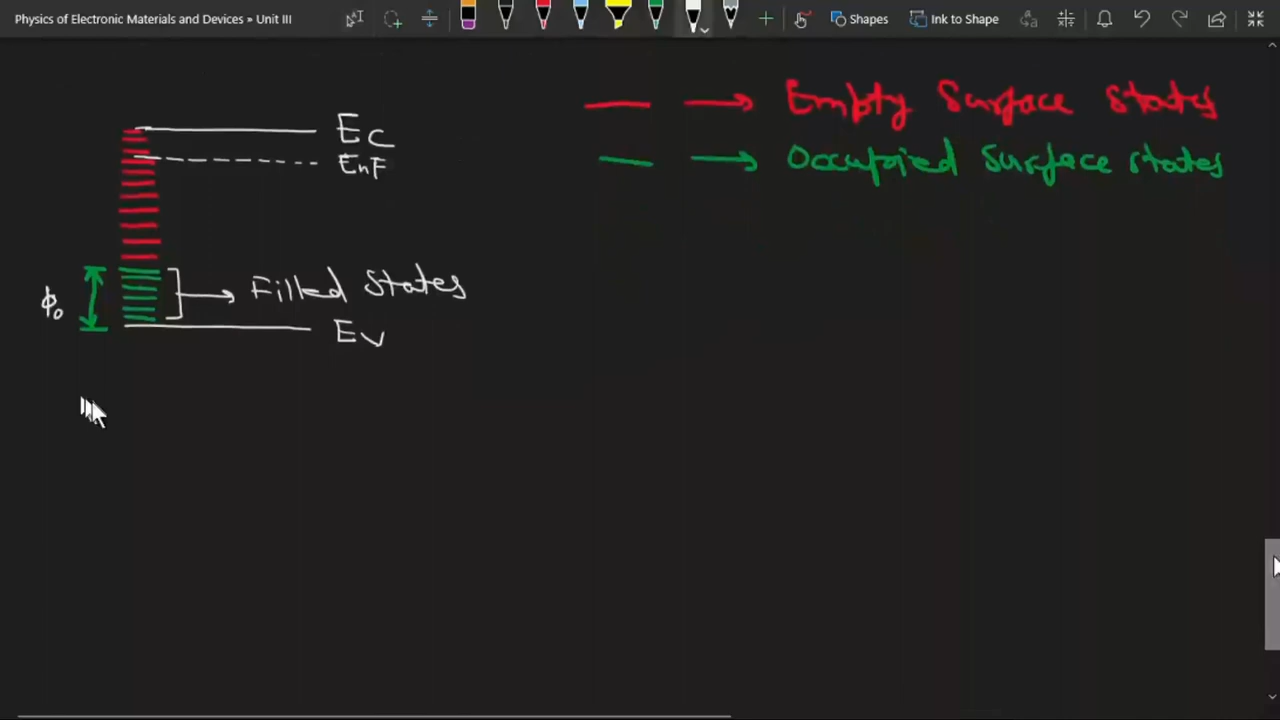 Physics of Electronic Materials and Devices » Unit III
Shapes
Ink to Shape
Empty Surface States
Occupied Surface states
Ec
EnF
Filled States
ϕ₀
Ev